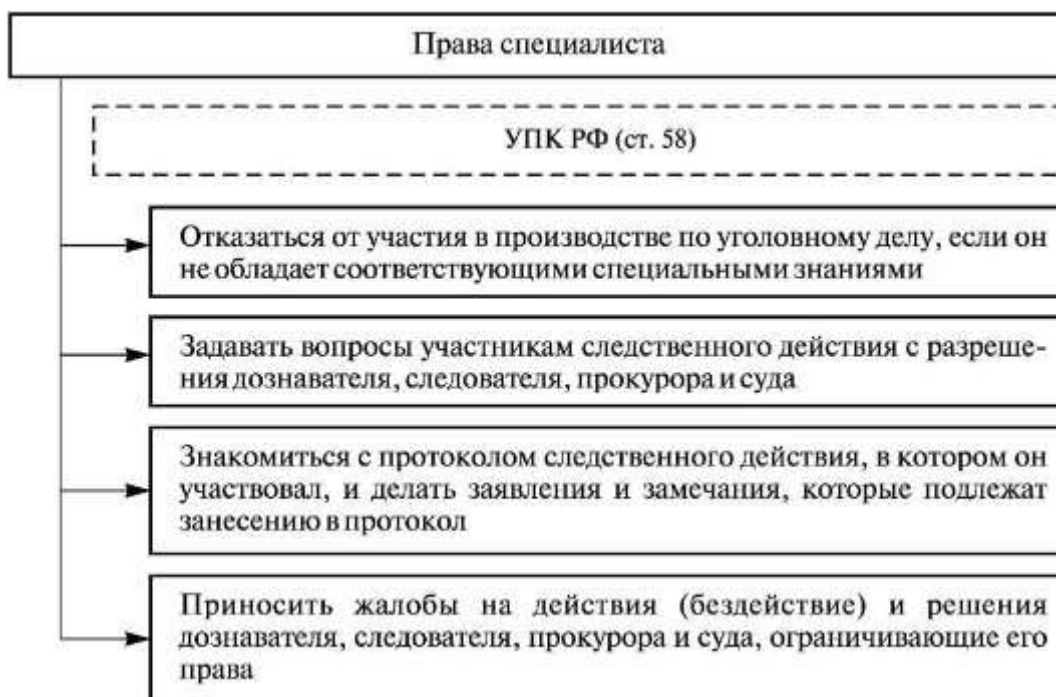 Права специалиста
УПК РФ (ст. 58)
Отказаться от участия в производстве по уголовному делу, если он
не обладает соответствующими специальными знаниями
Задавать вопросы участникам следственного действия с разреше-
ния дознавателя, следователя, прокурора и суда
Знакомиться с протоколом следственного действия, в котором он
участвовал, и делать заявления и замечания, которые подлежат
занесению в протокол
Приносить жалобы на действия (бездействие) и решения
дознавателя, следователя, прокурора и суда, ограничивающие его
права